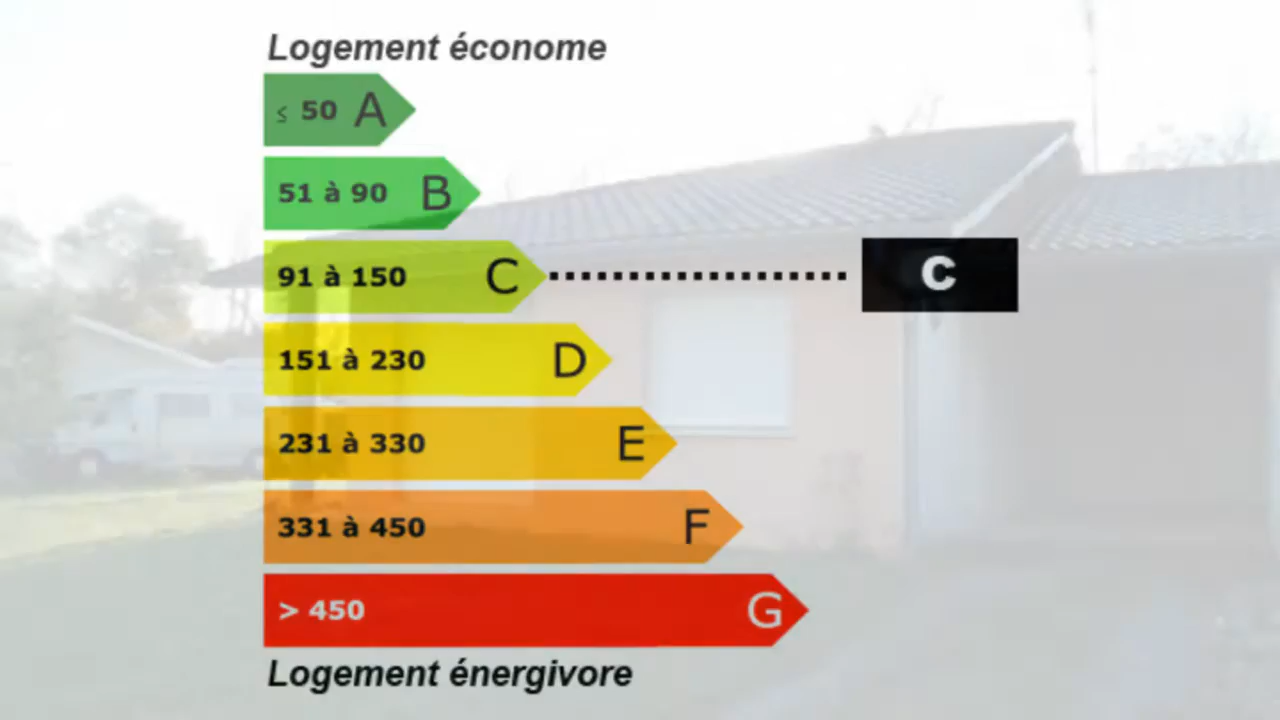 Logement économe
≤ 50 A
51 à 90 B
91 à 150 C C
151 à 230 D
231 à 330 E
331 à 450 F
> 450 G
Logement énergivore